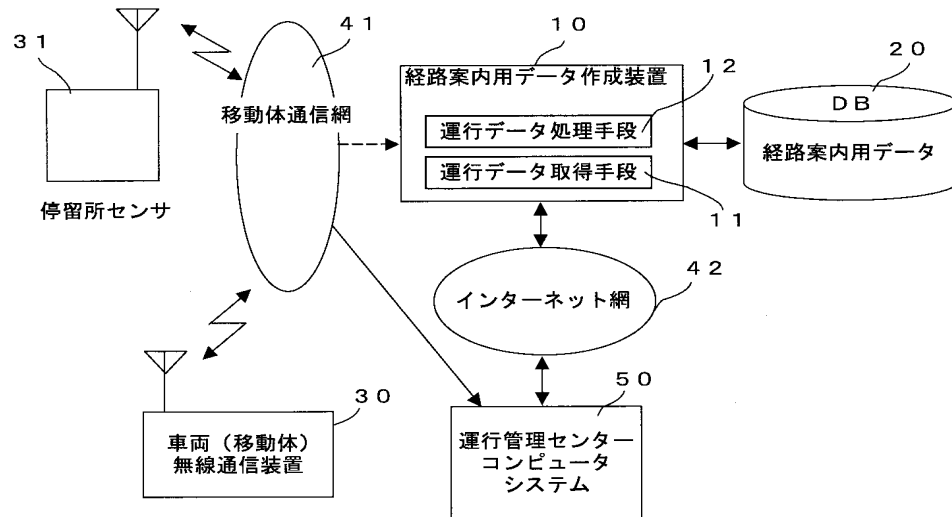 ３１
４１
１０
経路案内用データ作成装置
１２
２０
ＤＢ
移動体通信網
運行データ処理手段
経路案内用データ
運行データ取得手段
１１
停留所センサ
４２
インターネット網
３０
５０
車両（移動体）
無線通信装置
運行管理センター
コンピュータ
システム